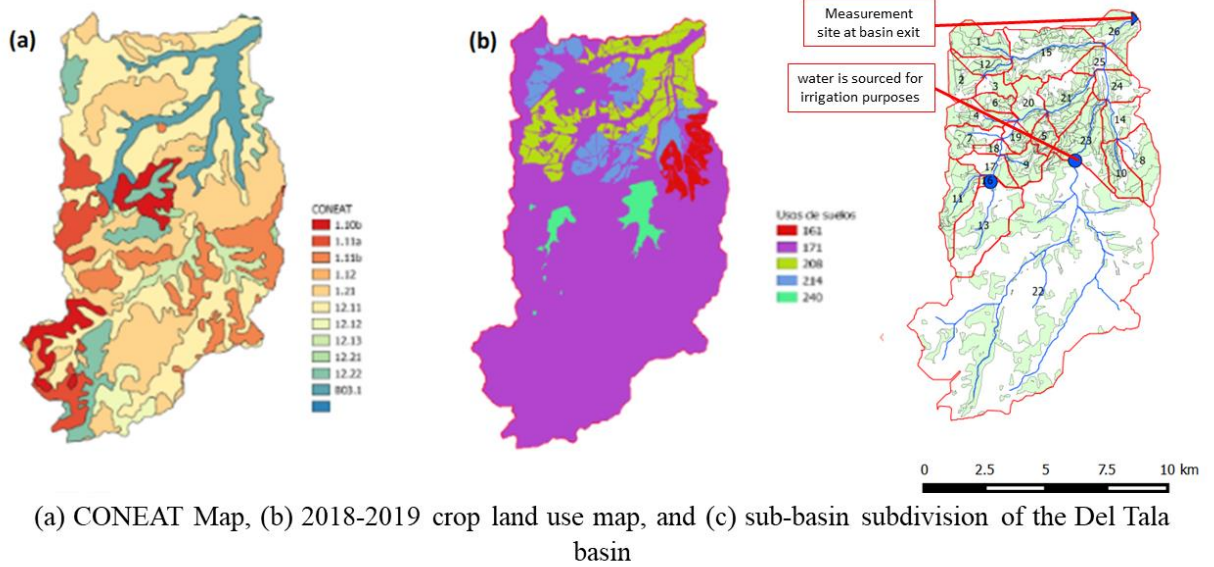 (a)
CONEAT
1.10b
1.11a
1.11b
1.12
1.21
12.11
12.12
12.13
12.21
12.22
803.1
(b)
Usos de suelos
161
171
208
214
240
Measurement
site at basin exit
water is sourced for
irrigation purposes
26
1
15
25
12
2
3
24
6
20
21
4
14
7
19
5
23
18
8
17
9
10
16
11
13
22
0 2.5 5 7.5 10 km
(a) CONEAT Map, (b) 2018-2019 crop land use map, and (c) sub-basin subdivision of the Del Tala
basin